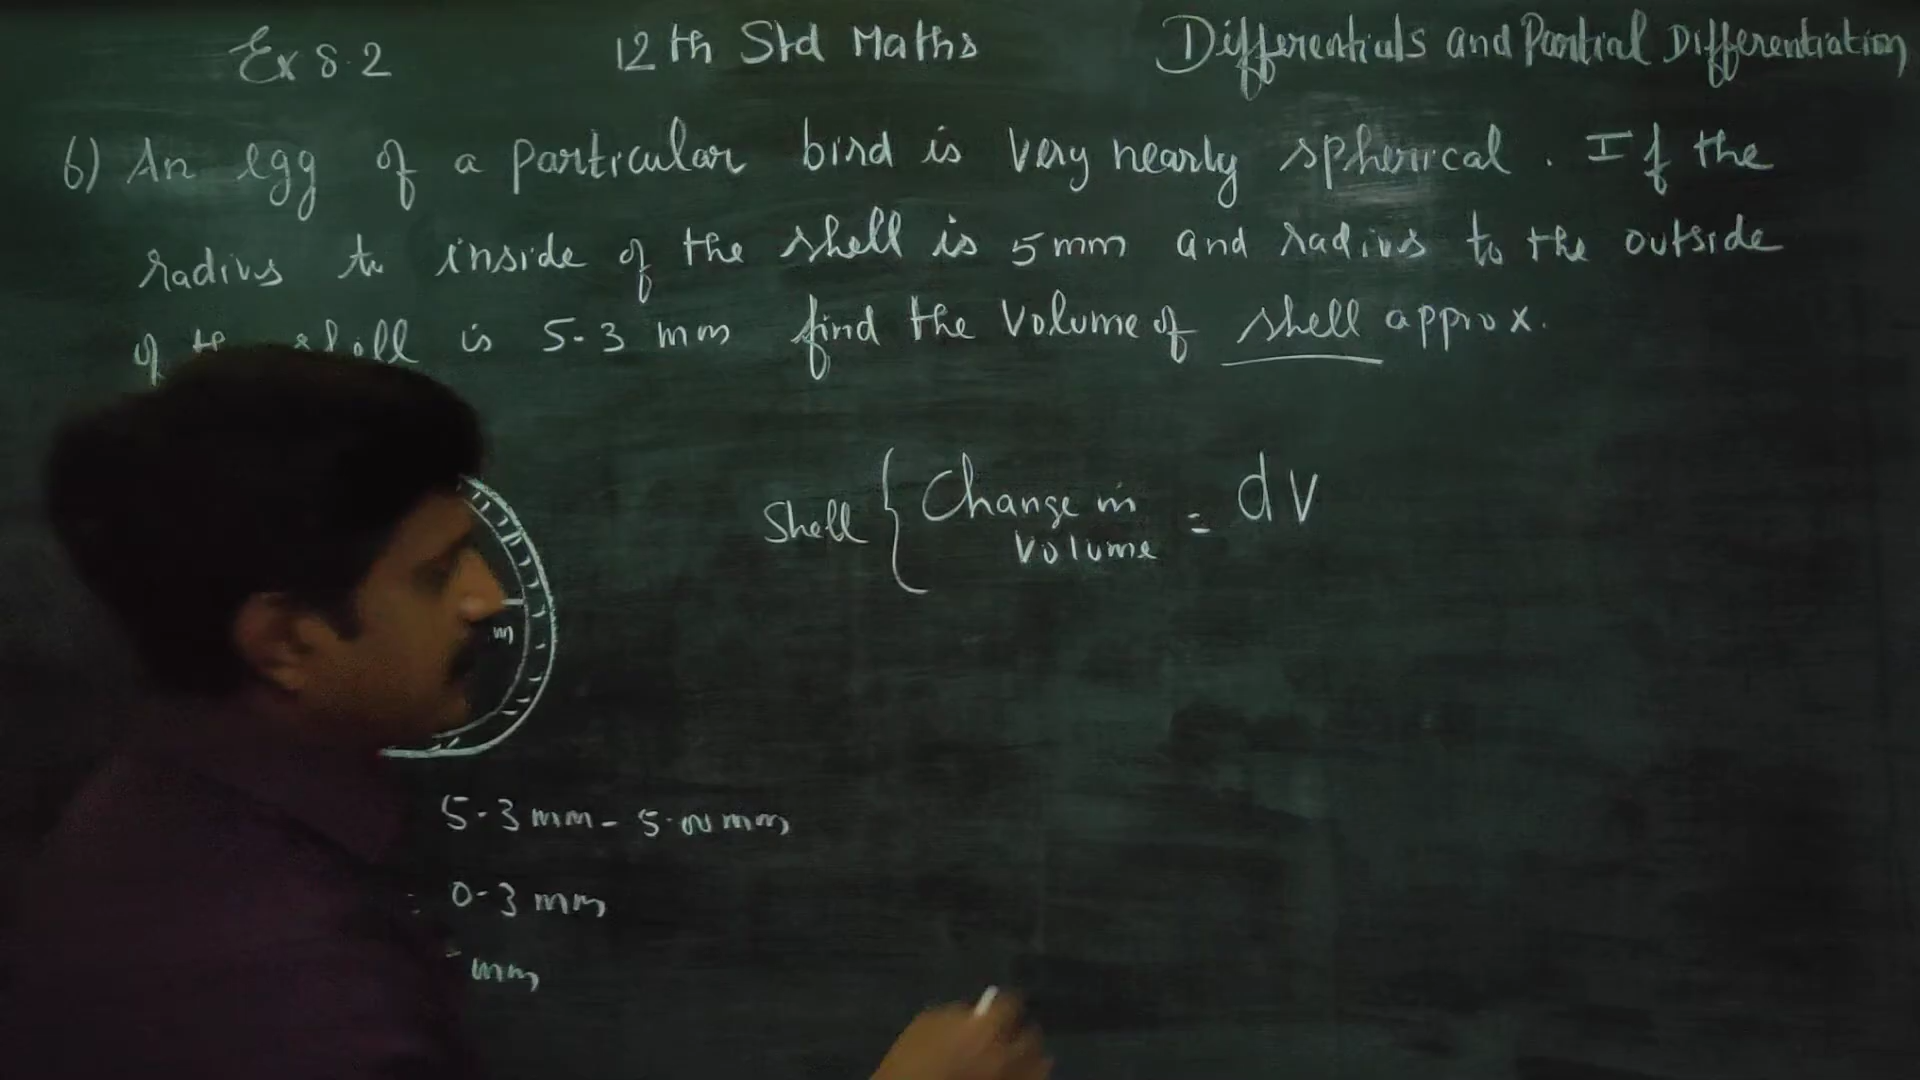 Ex 8.2 12th Std Maths Differentials and Partial Differentiation
6) An egg of a particular bird is very nearly spherical. If the
radius to inside of the shell is 5mm and radius to the outside
of the shell is 5.3 mm find the volume of shell approx.
Shell { Change in volume = dV
m
5.3 mm - 5.00 mm
= 0.3 mm
mm